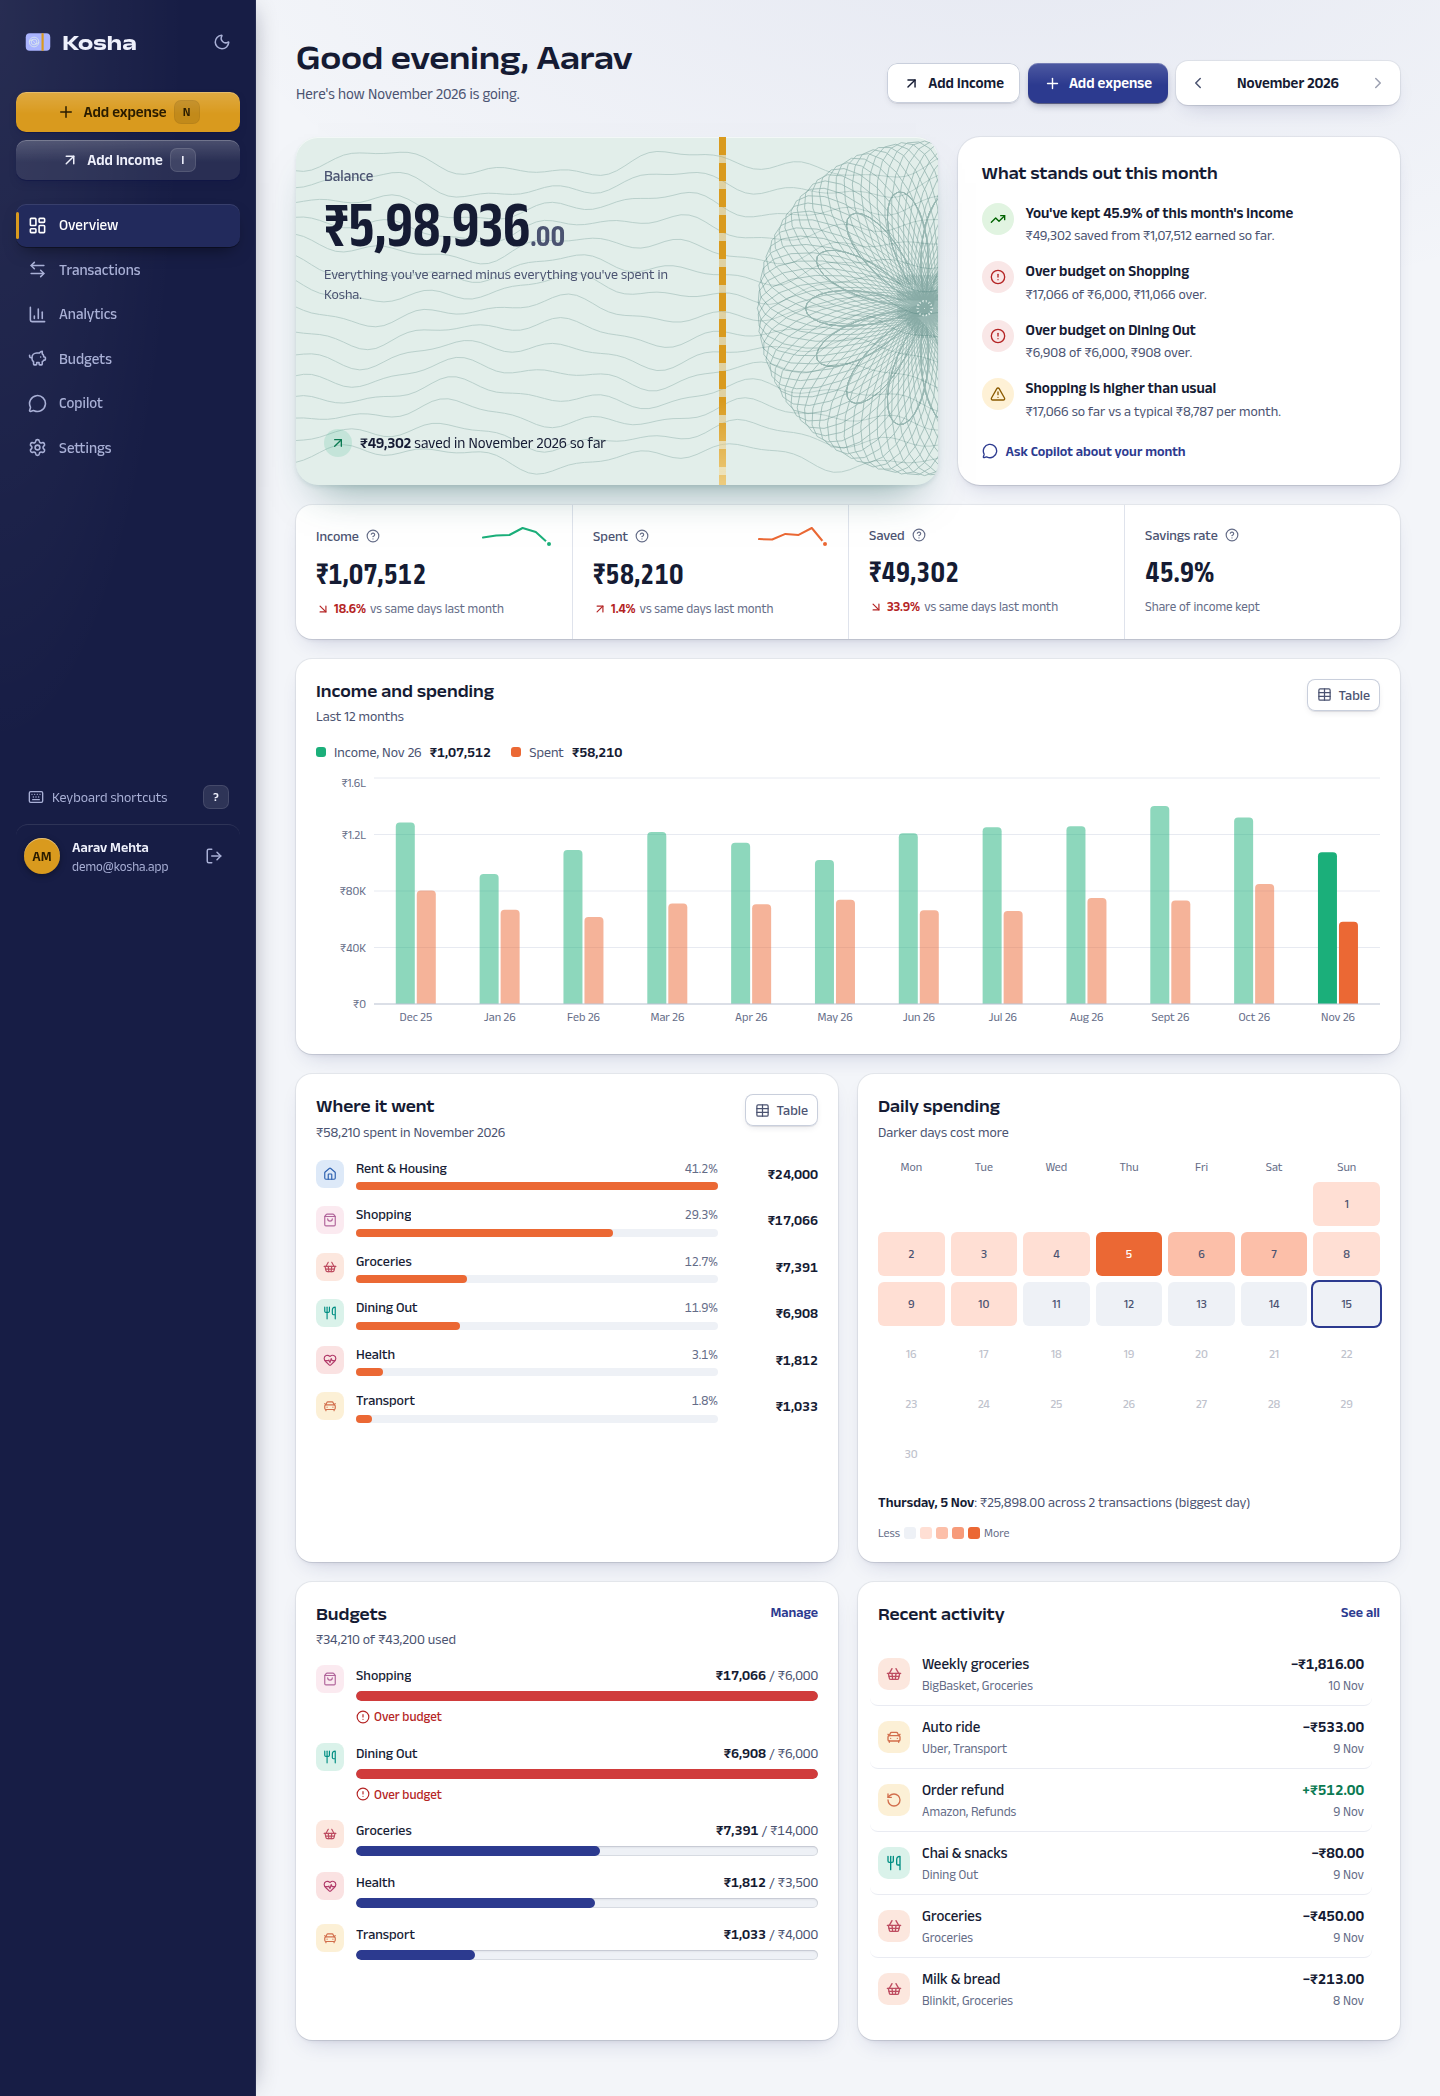 Kosha
Add expense N
Add income I
Overview
Transactions
Analytics
Budgets
Copilot
Settings
Keyboard shortcuts ?
AM
Aarav Mehta
demo@kosha.app
Good evening, Aarav
Here's how November 2026 is going.
Add income
Add expense
November 2026
Balance
₹5,98,936.00
Everything you've earned minus everything you've spent in
Kosha.
₹49,302 saved in November 2026 so far
What stands out this month
You've kept 45.9% of this month's income
₹49,302 saved from ₹1,07,512 earned so far.
Over budget on Shopping
₹17,066 of ₹6,000, ₹11,066 over.
Over budget on Dining Out
₹6,908 of ₹6,000, ₹908 over.
Shopping is higher than usual
₹17,066 so far vs a typical ₹8,787 per month.
Ask Copilot about your month
Income
₹1,07,512
18.6% vs same days last month
Spent
₹58,210
1.4% vs same days last month
Saved
₹49,302
33.9% vs same days last month
Savings rate
45.9%
Share of income kept
Income and spending
Last 12 months
Table
Income, Nov 26 ₹1,07,512 Spent ₹58,210
₹1.6L
₹1.2L
₹80K
₹40K
₹0
Dec 25 Jan 26 Feb 26 Mar 26 Apr 26 May 26 Jun 26 Jul 26 Aug 26 Sept 26 Oct 26 Nov 26
Where it went
₹58,210 spent in November 2026
Table
Rent & Housing 41.2% ₹24,000
Shopping 29.3% ₹17,066
Groceries 12.7% ₹7,391
Dining Out 11.9% ₹6,908
Health 3.1% ₹1,812
Transport 1.8% ₹1,033
Daily spending
Darker days cost more
Mon Tue Wed Thu Fri Sat Sun
1
2 3 4 5 6 7 8
9 10 11 12 13 14 15
16 17 18 19 20 21 22
23 24 25 26 27 28 29
30
Thursday, 5 Nov: ₹25,898.00 across 2 transactions (biggest day)
Less More
Budgets
Manage
₹34,210 of ₹43,200 used
Shopping ₹17,066 / ₹6,000
Over budget
Dining Out ₹6,908 / ₹6,000
Over budget
Groceries ₹7,391 / ₹14,000
Health ₹1,812 / ₹3,500
Transport ₹1,033 / ₹4,000
Recent activity
See all
Weekly groceries −₹1,816.00
BigBasket, Groceries 10 Nov
Auto ride −₹533.00
Uber, Transport 9 Nov
Order refund +₹512.00
Amazon, Refunds 9 Nov
Chai & snacks −₹80.00
Dining Out 9 Nov
Groceries −₹450.00
Groceries 9 Nov
Milk & bread −₹213.00
Blinkit, Groceries 8 Nov